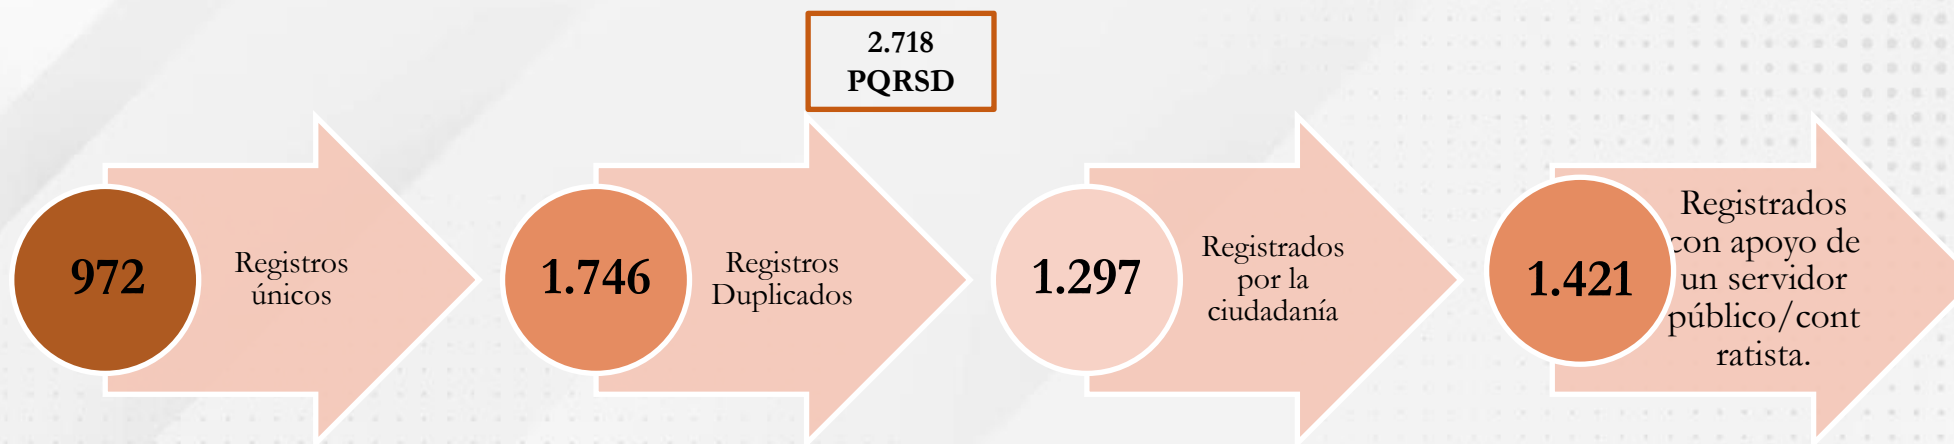 2.718
PQRSD
972
Registros
únicos
1.746
Registros
Duplicados
1.297
Registrados
por la
ciudadanía
1.421
Registrados
con apoyo de
un servidor
público/cont
ratista.